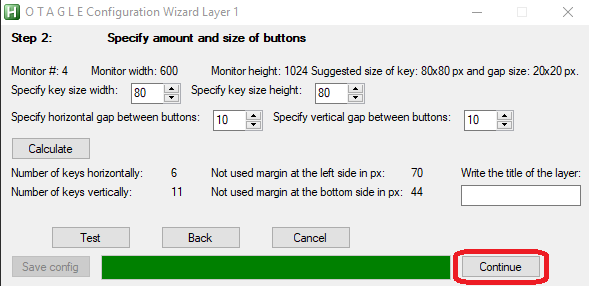 O T A G L E Configuration Wizard Layer 1
Step 2: Specify amount and size of buttons
Monitor #: 4 Monitor width: 600 Monitor height: 1024 Suggested size of key: 80x80 px and gap size: 20x20 px.
Specify key size width: 80 Specify key size height: 80
Specify horizontal gap between buttons: 10 Specify vertical gap between buttons: 10
Calculate
Number of keys horizontally: 6 Not used margin at the left side in px: 70 Write the title of the layer:
Number of keys vertically: 11 Not used margin at the bottom side in px: 44
Test Back Cancel
Save config Continue